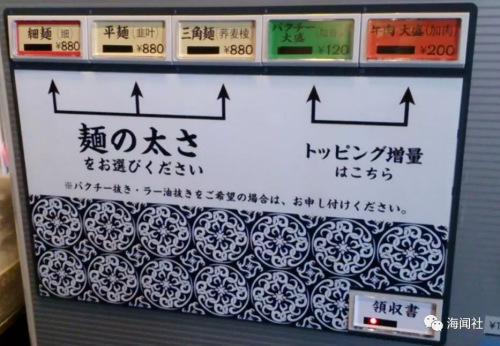 細麺(细) ¥880
平麺(韭叶) ¥880
三角麺(荞麦棱) ¥880
パクチー大盛 ¥120
牛肉大盛(加肉) ¥200
麺の太さ
をお選びください
トッピング増量
はこちら
※パクチー抜き・ラー油抜きをご希望の場合は、お申し付けください。
領収書
海闻社